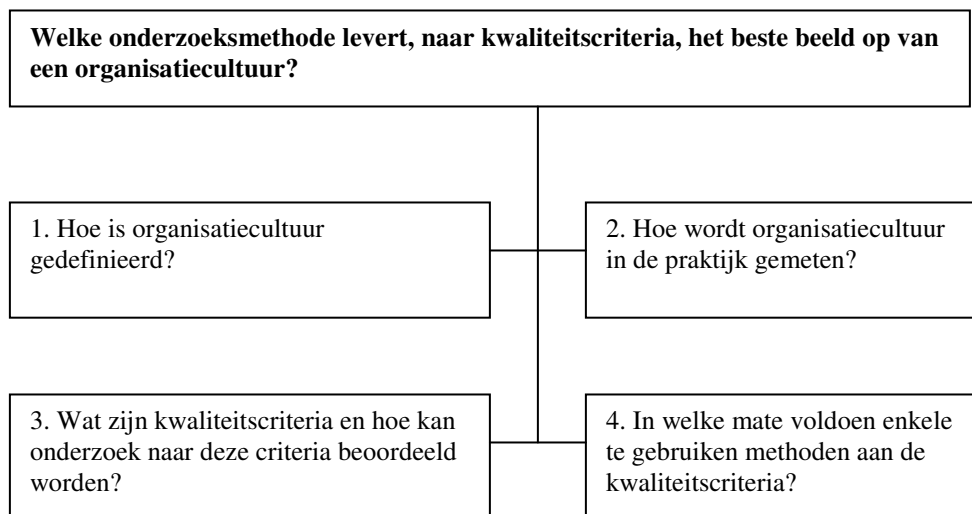 Welke onderzoeksmethode levert, naar kwaliteitscriteria, het beste beeld op van
een organisatiecultuur?
1. Hoe is organisatiecultuur
gedefinieerd?
2. Hoe wordt organisatiecultuur
in de praktijk gemeten?
3. Wat zijn kwaliteitscriteria en hoe kan
onderzoek naar deze criteria beoordeeld
worden?
4. In welke mate voldoen enkele
te gebruiken methoden aan de
kwaliteitscriteria?